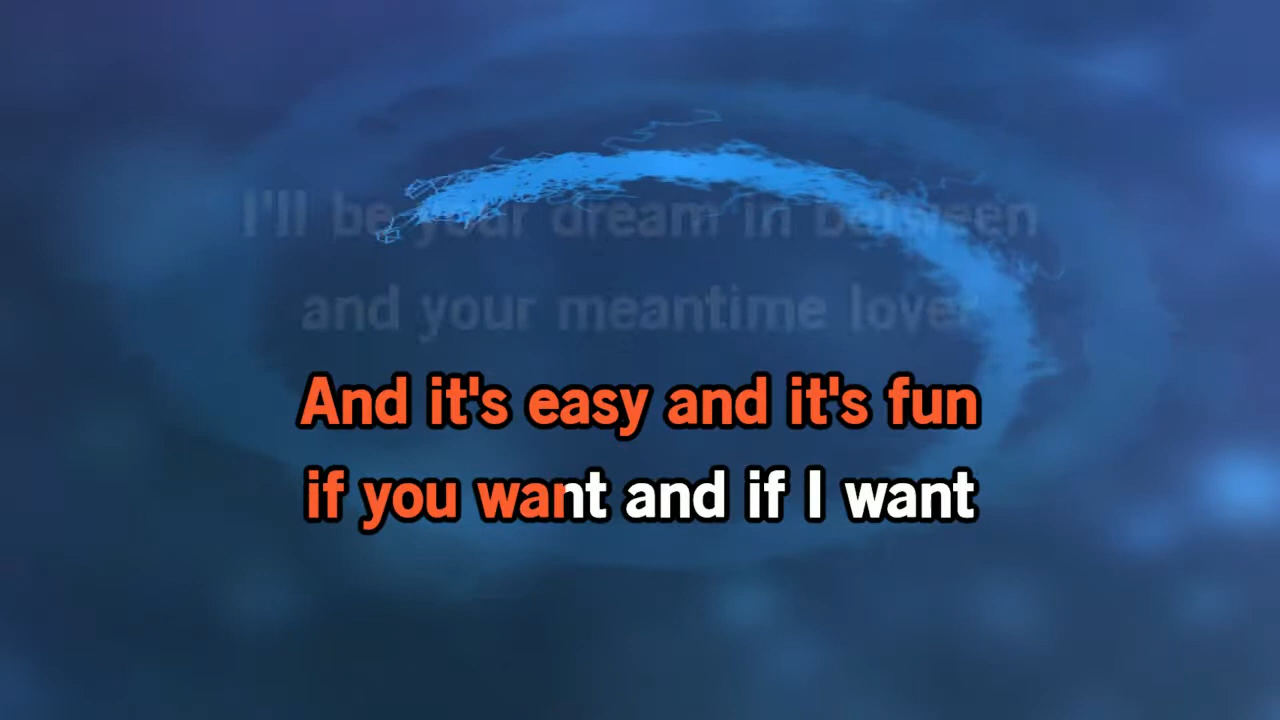 I'll be your dream in between
and your meantime lover
And it's easy and it's fun
if you want and if I want